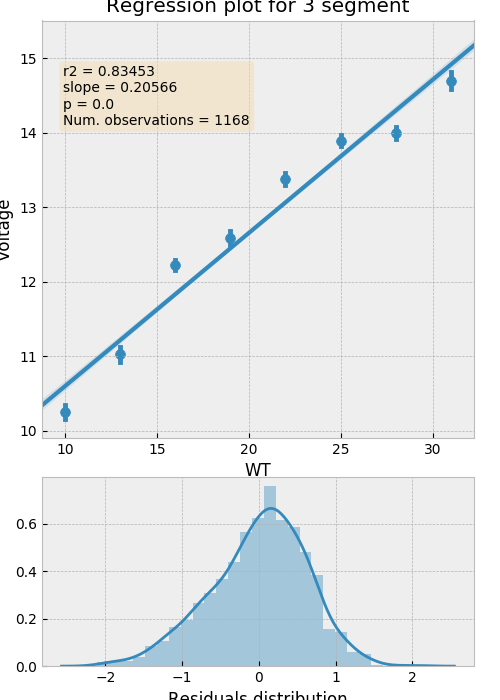 Regression plot for 3 segment
15
14
13
12
11
10
r2 = 0.83453
slope = 0.20566
p = 0.0
Num. observations = 1168
Voltage
10 15 20 25 30
WT
0.6
0.4
0.2
0.0
−2 −1 0 1 2
Residuals distribution